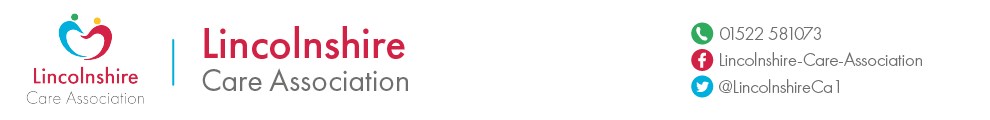 Lincolnshire
Care Association
Lincolnshire
Care Association
01522 581073
Lincolnshire-Care-Association
@LincolnshireCa1